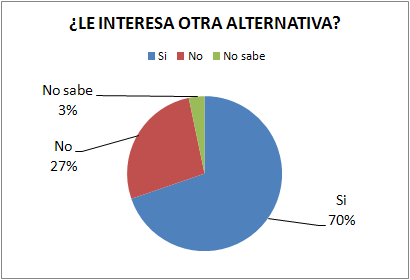 ¿LE INTERESA OTRA ALTERNATIVA?
Si No No sabe
No sabe
3%
No
27%
Si
70%